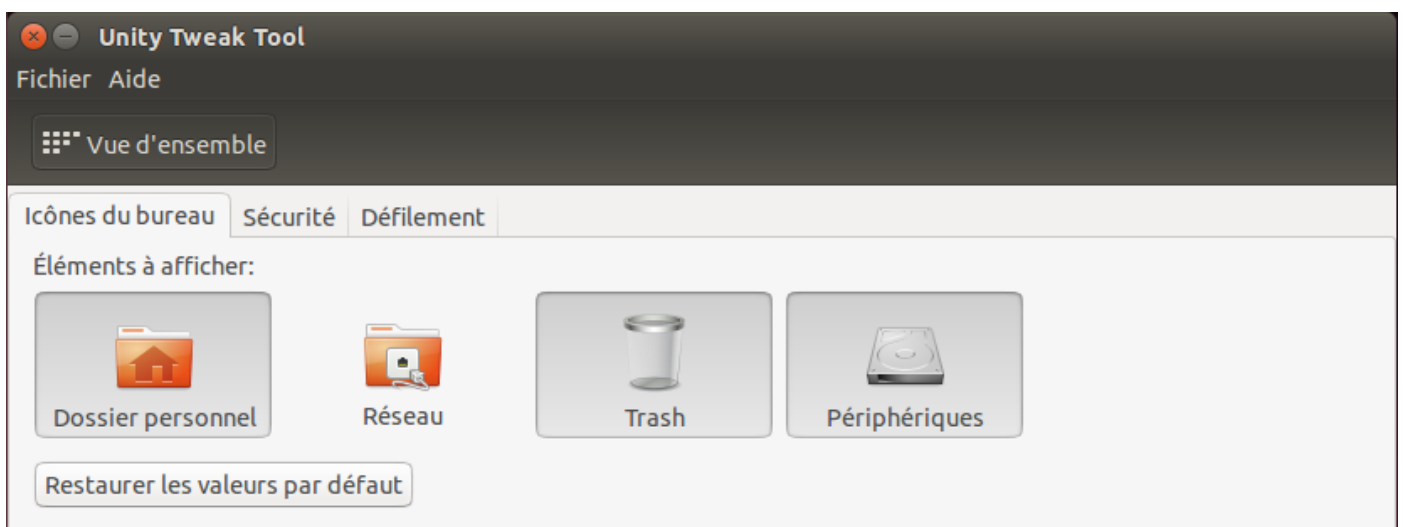 Unity Tweak Tool
Fichier Aide
Vue d'ensemble
Icônes du bureau Sécurité Défilement
Éléments à afficher:
Dossier personnel Réseau Trash Périphériques
Restaurer les valeurs par défaut